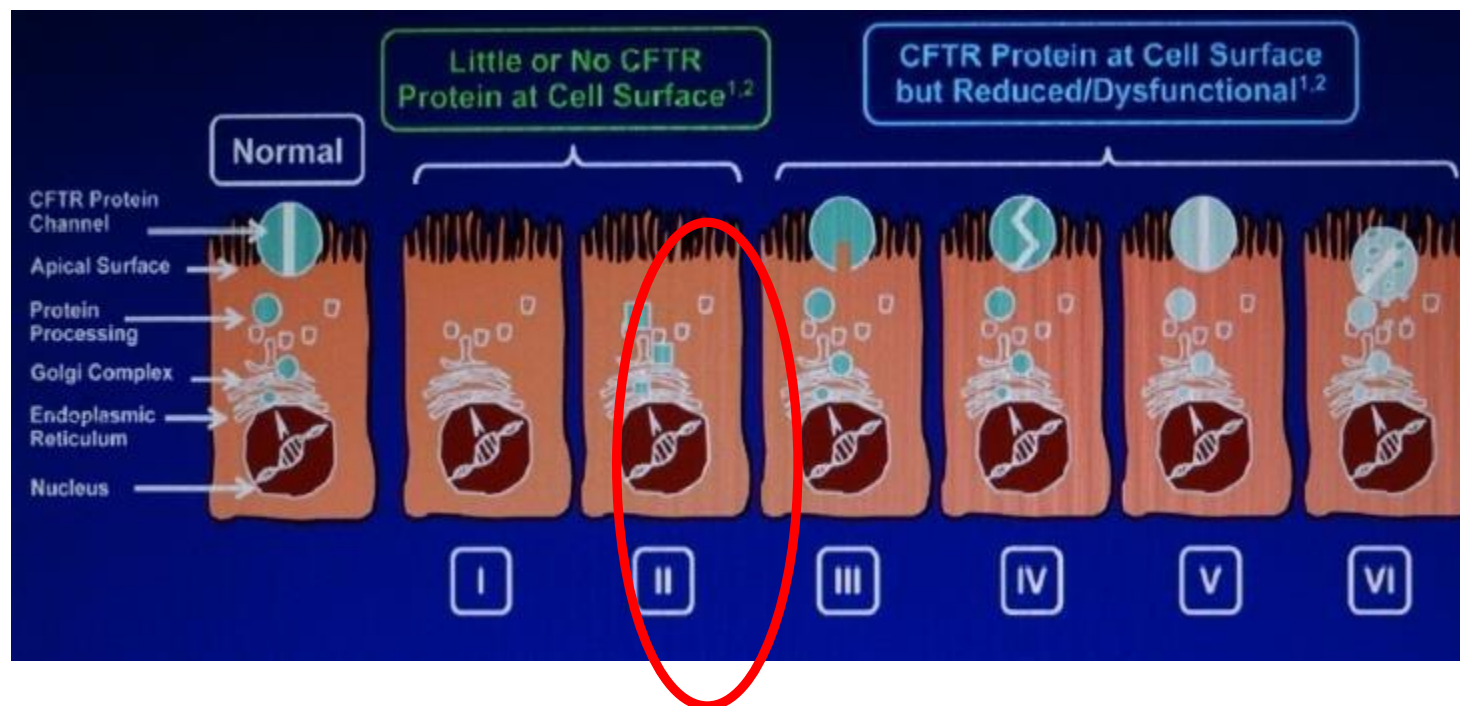 Little or No CFTR
Protein at Cell Surface1,2
CFTR Protein at Cell Surface
but Reduced/Dysfunctional1,2
Normal
CFTR Protein
Channel
Apical Surface
Protein
Processing
Golgi Complex
Endoplasmic
Reticulum
Nucleus
I
II
III
IV
V
VI